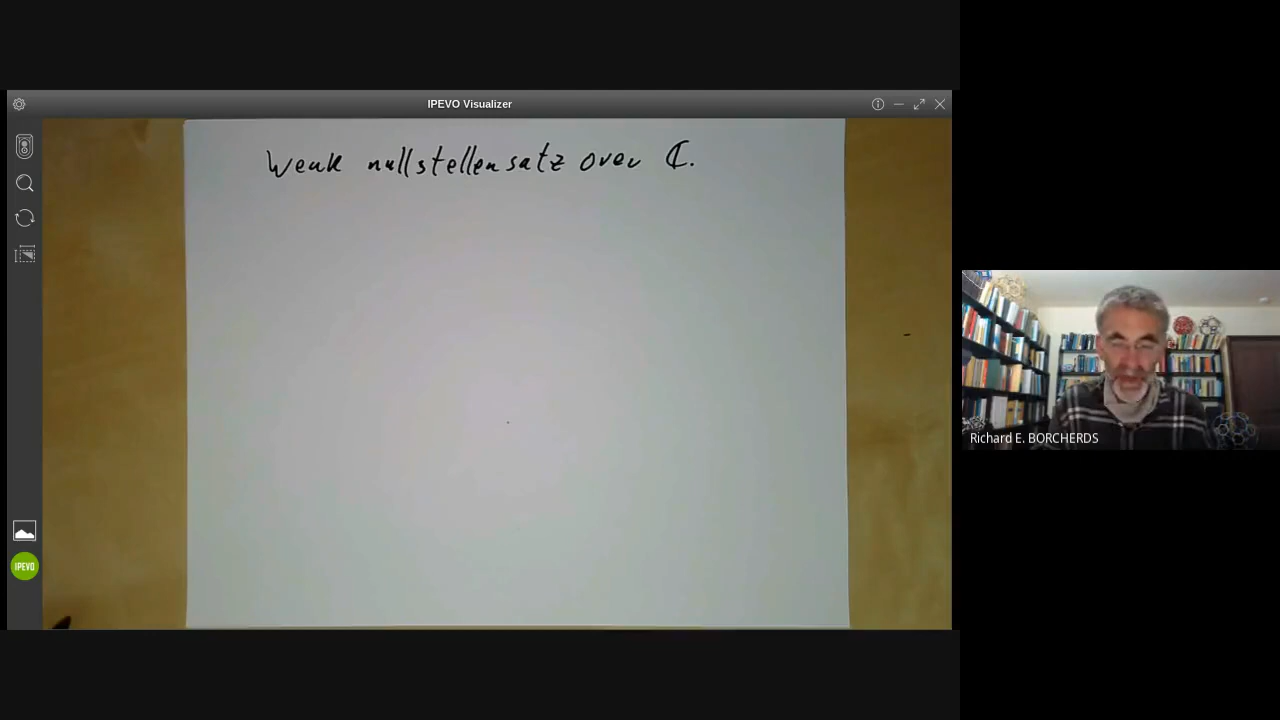 IPEVO Visualizer
Weak nullstellensatz over ℂ.
Richard E. BORCHERDS
IPEVO